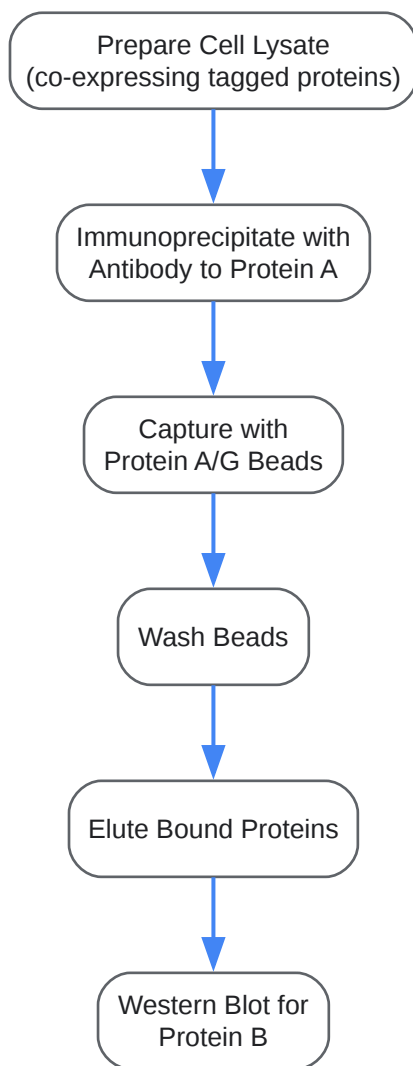 Prepare Cell Lysate
(co-expressing tagged proteins)
Immunoprecipitate with
Antibody to Protein A
Capture with
Protein A/G Beads
Wash Beads
Elute Bound Proteins
Western Blot for
Protein B